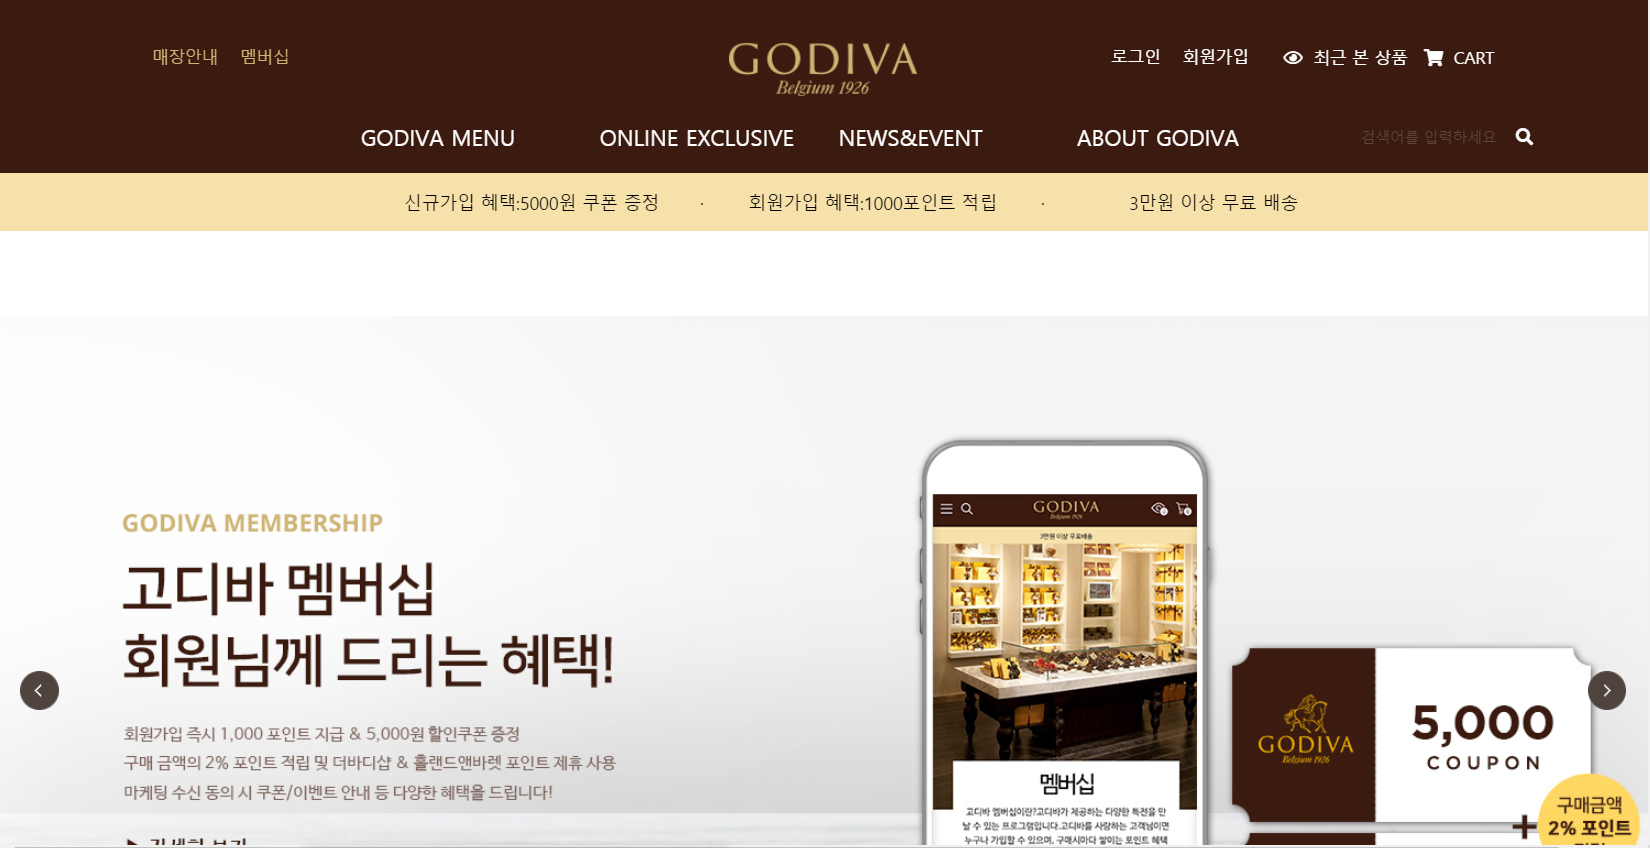 매장안내 멤버십
GODIVA
Belgium 1926
로그인 회원가입 최근 본 상품 CART
GODIVA MENU ONLINE EXCLUSIVE NEWS&EVENT ABOUT GODIVA 검색어를 입력하세요
신규가입 혜택:5000원 쿠폰 증정 · 회원가입 혜택:1000포인트 적립 · 3만원 이상 무료 배송
GODIVA MEMBERSHIP
고디바 멤버십
회원님께 드리는 혜택!
회원가입 즉시 1,000 포인트 지급 & 5,000원 할인쿠폰 증정
구매 금액의 2% 포인트 적립 및 더바디샵 & 홀랜드앤바렛 포인트 제휴 사용
마케팅 수신 동의 시 쿠폰/이벤트 안내 등 다양한 혜택을 드립니다!
GODIVA
Belgium 1926
3만원 이상 무료배송
멤버십
고디바 멤버십이란?고디바가 제공하는 다양한 특전을 만
날 수 있는 프로그램입니다.고디바를 사랑하는 고객님이면
누구나 가입할 수 있으며, 구매시마다 쌓이는 포인트 혜택
GODIVA
Belgium 1926
5,000
COUPON
+
구매금액
2% 포인트